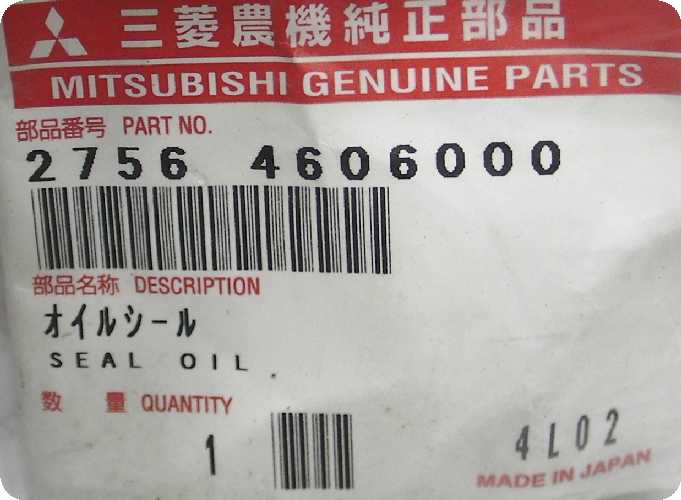 三菱農機純正部品
MITSUBISHI GENUINE PARTS
部品番号 PART NO.
2756 4606000
部品名称 DESCRIPTION
オイルシール
SEAL OIL
数 量 QUANTITY
1
4L02
MADE IN JAPAN